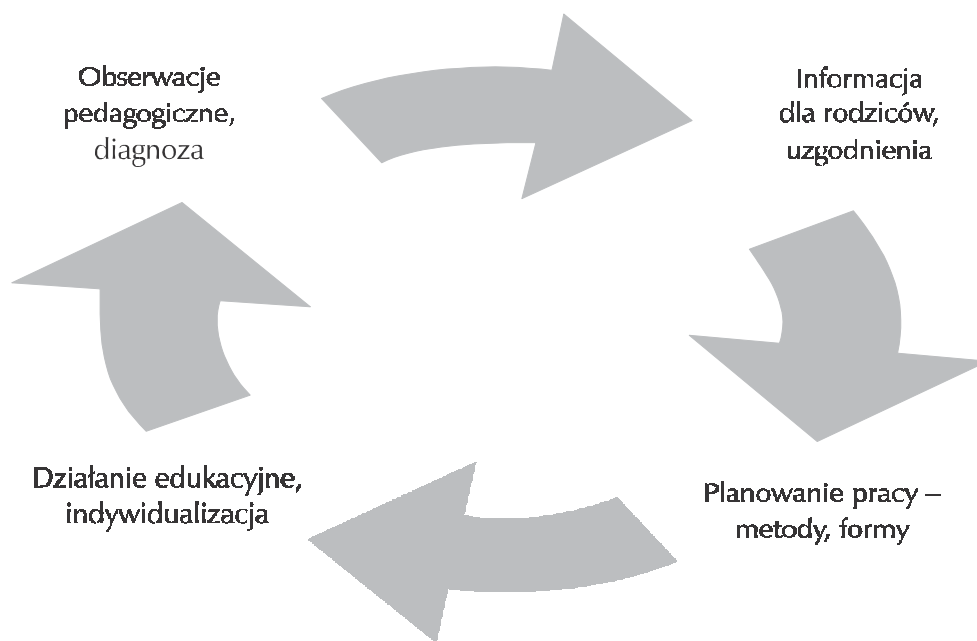 Obserwacje
pedagogiczne,
diagnoza
Informacja
dla rodziców,
uzgodnienia
Planowanie pracy –
metody, formy
Działanie edukacyjne,
indywidualizacja